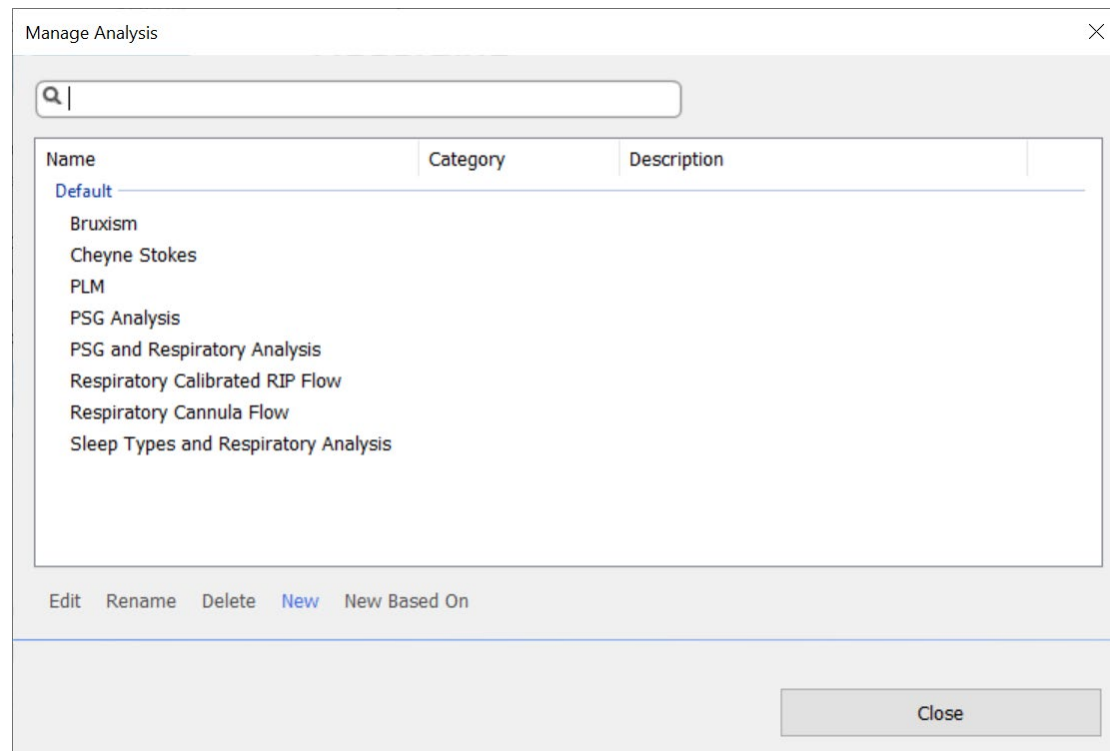 Manage Analysis
Name Category Description
Default
Bruxism
Cheyne Stokes
PLM
PSG Analysis
PSG and Respiratory Analysis
Respiratory Calibrated RIP Flow
Respiratory Cannula Flow
Sleep Types and Respiratory Analysis
Edit Rename Delete New New Based On
Close